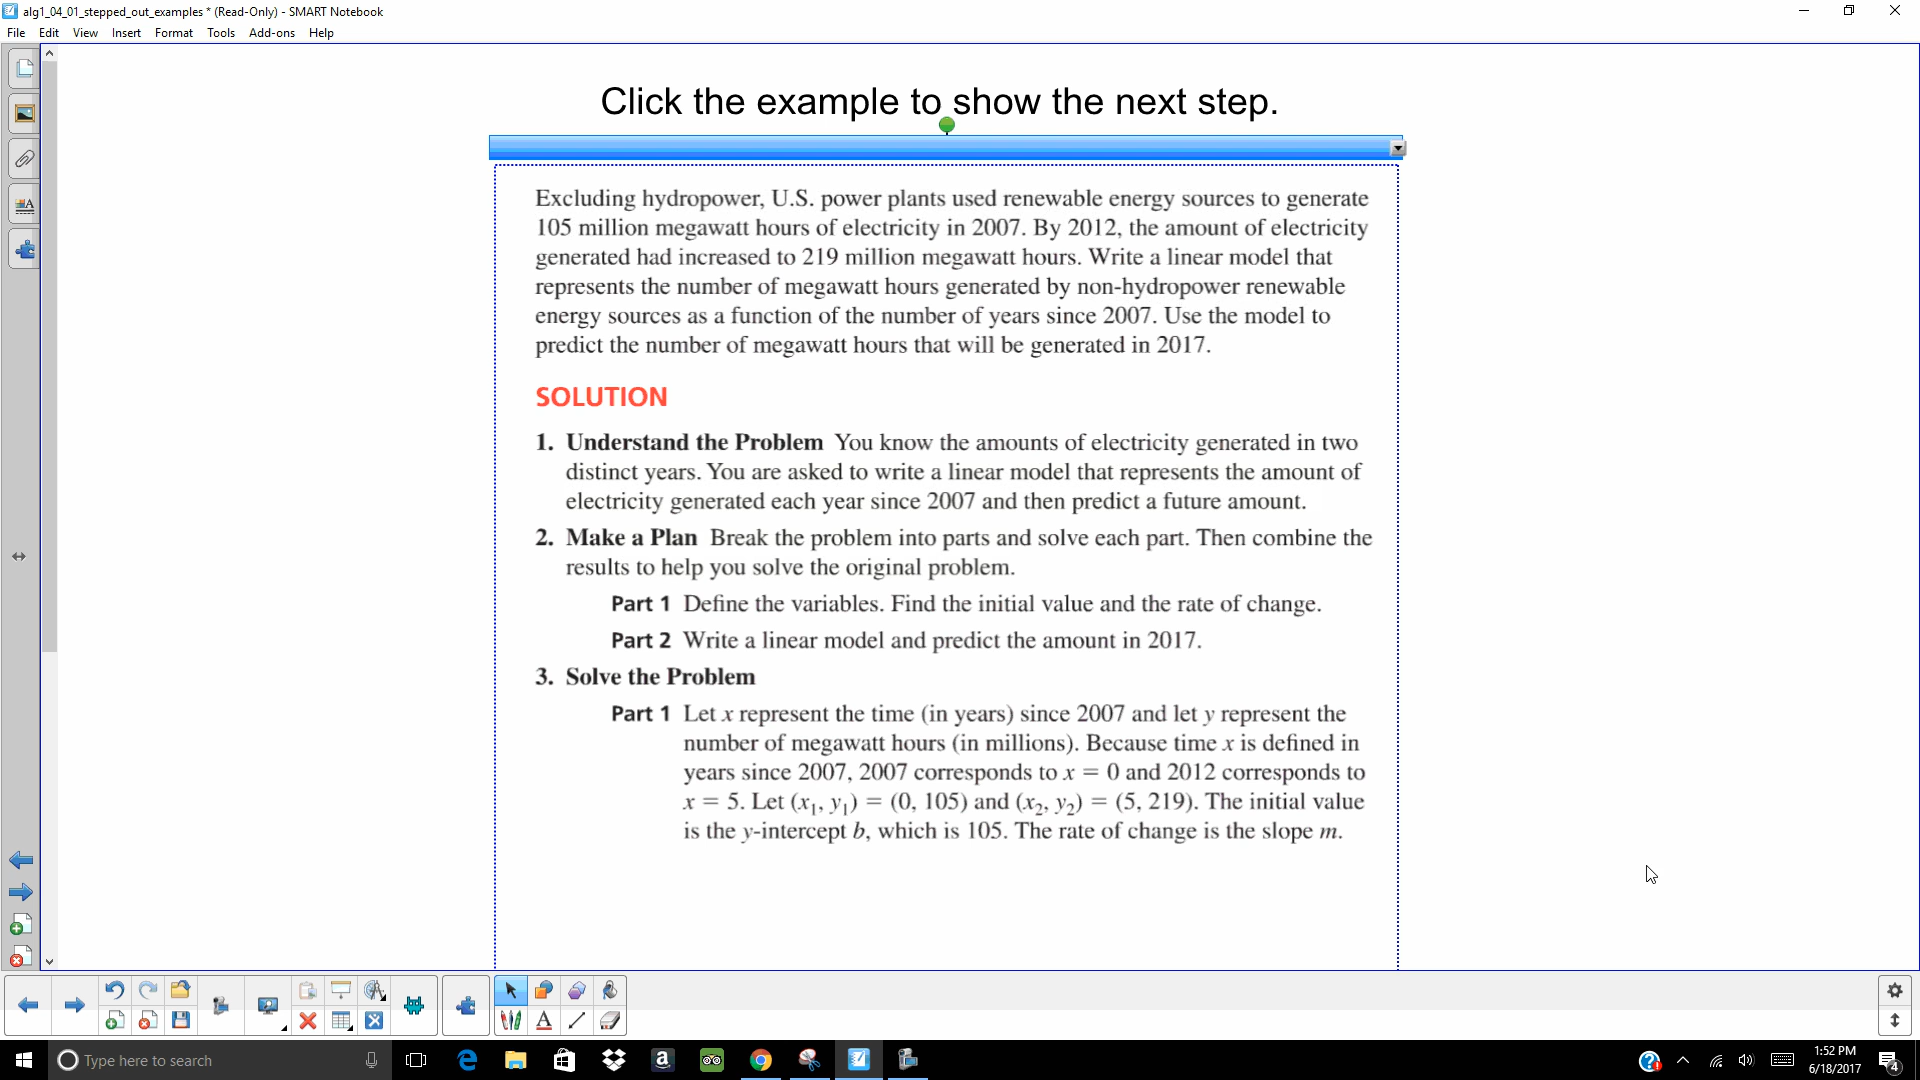 alg1_04_01_stepped_out_examples * (Read-Only) - SMART Notebook
File Edit View Insert Format Tools Add-ons Help
Click the example to show the next step.
Excluding hydropower, U.S. power plants used renewable energy sources to generate
105 million megawatt hours of electricity in 2007. By 2012, the amount of electricity
generated had increased to 219 million megawatt hours. Write a linear model that
represents the number of megawatt hours generated by non-hydropower renewable
energy sources as a function of the number of years since 2007. Use the model to
predict the number of megawatt hours that will be generated in 2017.
SOLUTION
1. Understand the Problem You know the amounts of electricity generated in two
distinct years. You are asked to write a linear model that represents the amount of
electricity generated each year since 2007 and then predict a future amount.
2. Make a Plan Break the problem into parts and solve each part. Then combine the
results to help you solve the original problem.
Part 1 Define the variables. Find the initial value and the rate of change.
Part 2 Write a linear model and predict the amount in 2017.
3. Solve the Problem
Part 1 Let x represent the time (in years) since 2007 and let y represent the
number of megawatt hours (in millions). Because time x is defined in
years since 2007, 2007 corresponds to x = 0 and 2012 corresponds to
x = 5. Let (x₁, y₁) = (0, 105) and (x₂, y₂) = (5, 219). The initial value
is the y-intercept b, which is 105. The rate of change is the slope m.
Type here to search
1:52 PM
6/18/2017
4